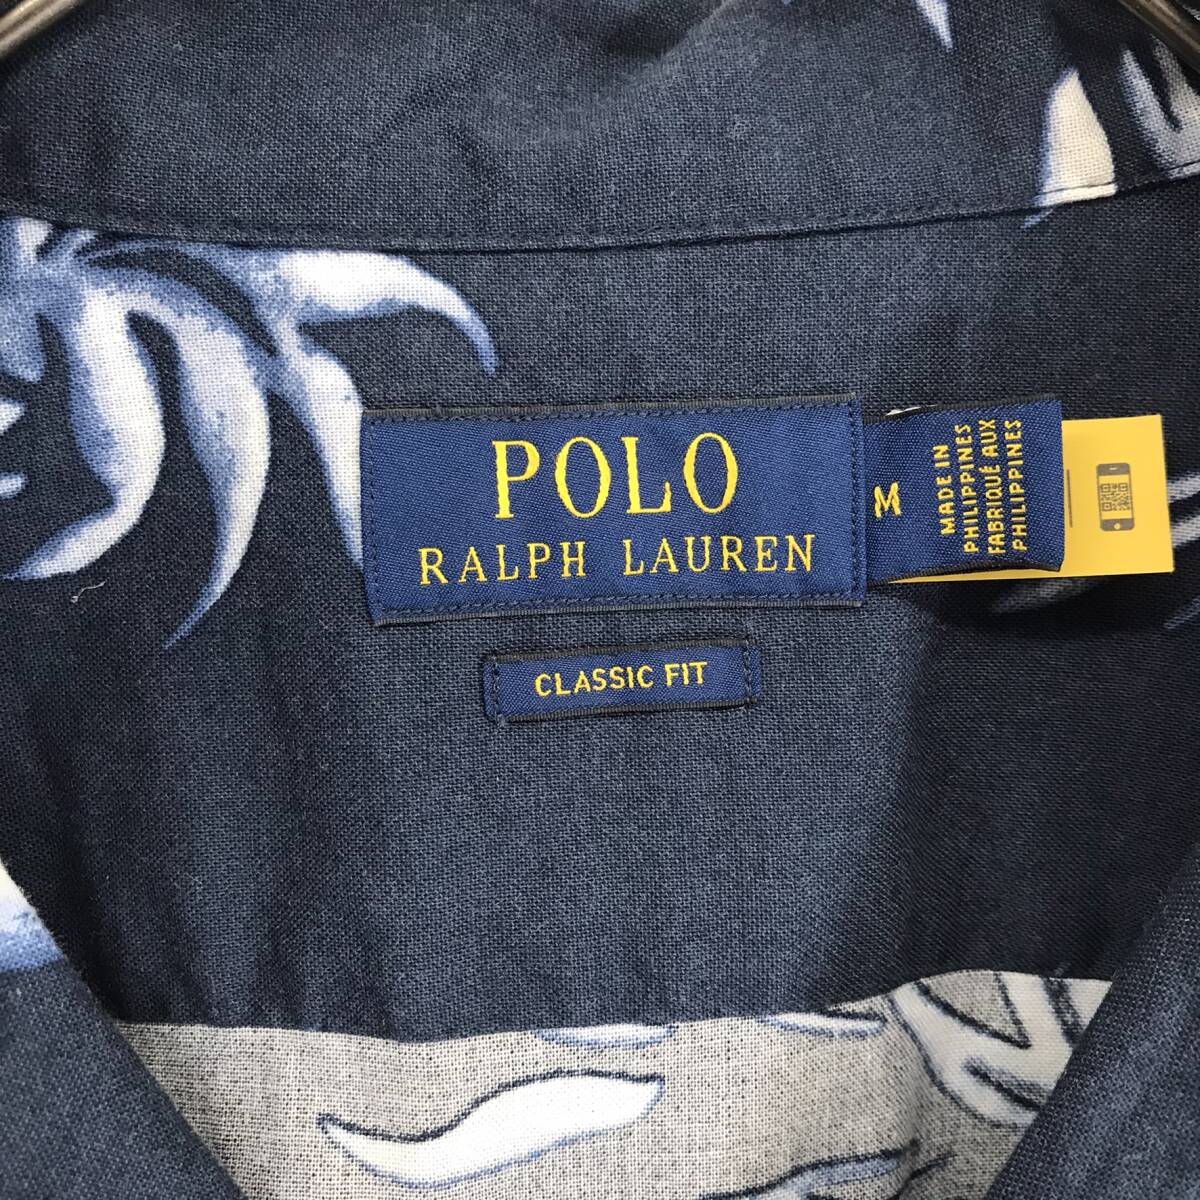 POLO
RALPH LAUREN
M
MADE IN
PHILIPPINES
FABRIQUÉ AUX
PHILIPPINES
CLASSIC FIT